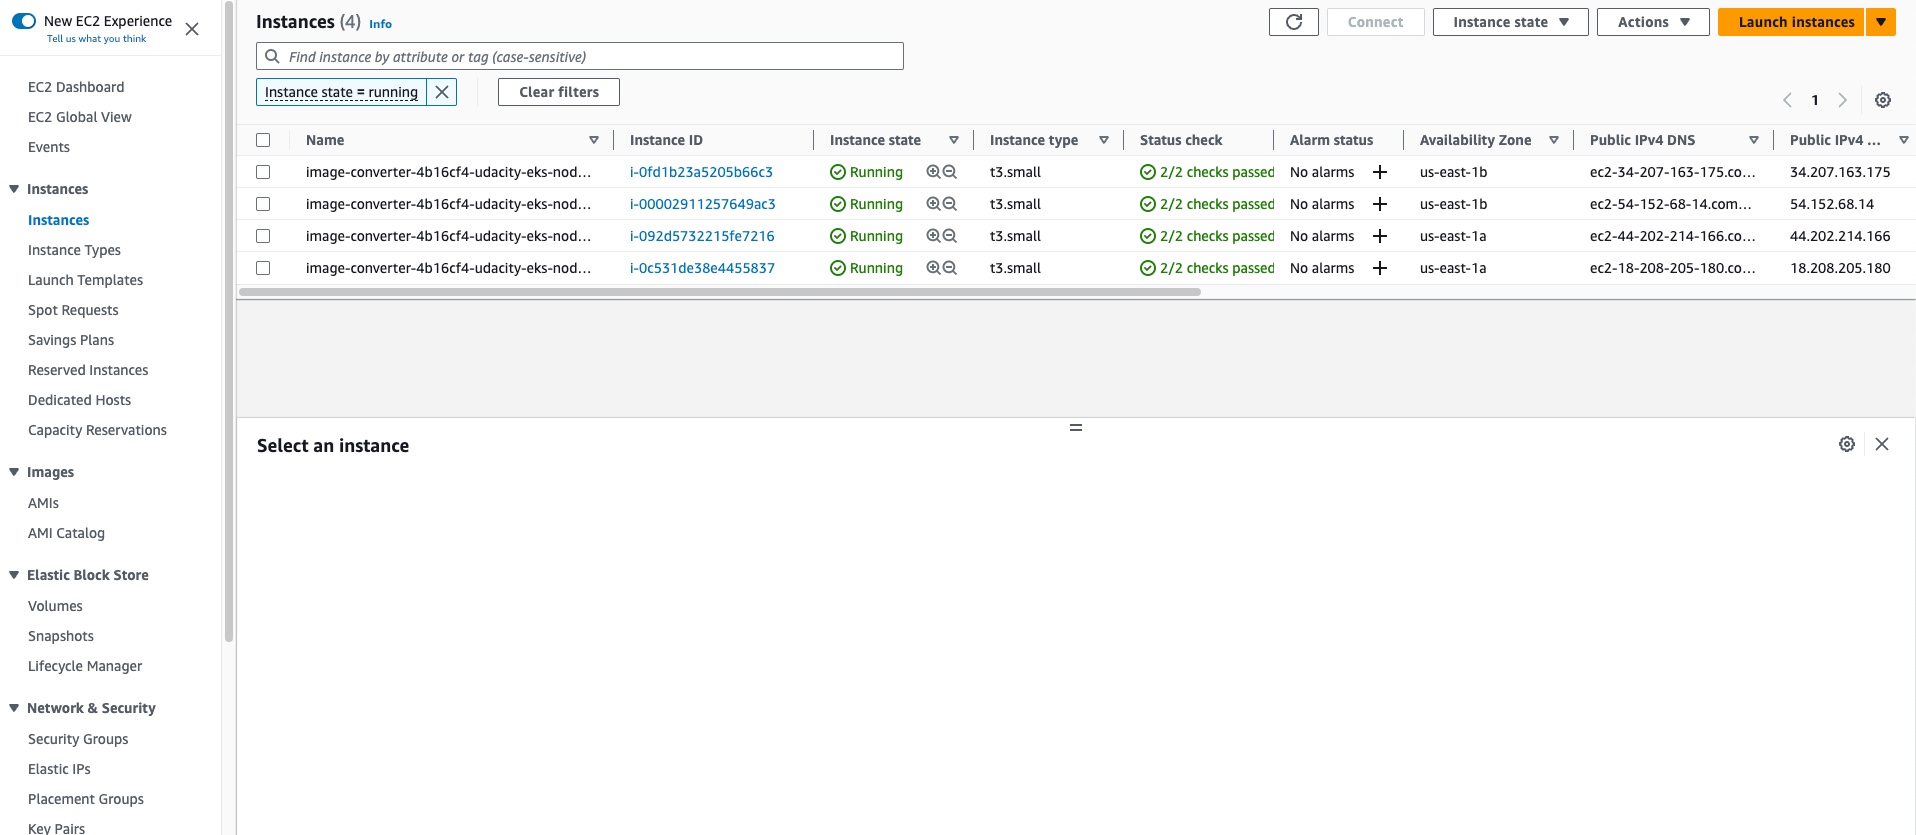 New EC2 Experience
Tell us what you think
EC2 Dashboard
EC2 Global View
Events
Instances
Instances
Instance Types
Launch Templates
Spot Requests
Savings Plans
Reserved Instances
Dedicated Hosts
Capacity Reservations
Images
AMIs
AMI Catalog
Elastic Block Store
Volumes
Snapshots
Lifecycle Manager
Network & Security
Security Groups
Elastic IPs
Placement Groups
Key Pairs
Instances (4) Info
Connect Instance state Actions Launch instances
Find instance by attribute or tag (case-sensitive)
Instance state = running Clear filters
1
Name Instance ID Instance state Instance type Status check Alarm status Availability Zone Public IPv4 DNS Public IPv4 ...
image-converter-4b16cf4-udacity-eks-nod... i-0fd1b23a5205b66c3 Running t3.small 2/2 checks passed No alarms + us-east-1b ec2-34-207-163-175.co... 34.207.163.175
image-converter-4b16cf4-udacity-eks-nod... i-00002911257649ac3 Running t3.small 2/2 checks passed No alarms + us-east-1b ec2-54-152-68-14.com... 54.152.68.14
image-converter-4b16cf4-udacity-eks-nod... i-092d5732215fe7216 Running t3.small 2/2 checks passed No alarms + us-east-1a ec2-44-202-214-166.co... 44.202.214.166
image-converter-4b16cf4-udacity-eks-nod... i-0c531de38e4455837 Running t3.small 2/2 checks passed No alarms + us-east-1a ec2-18-208-205-180.co... 18.208.205.180
Select an instance